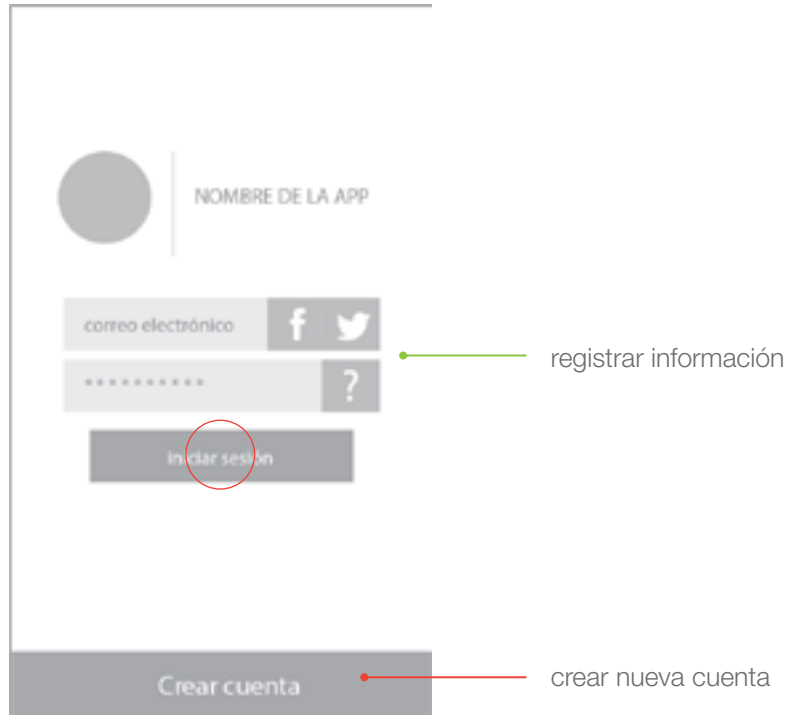 NOMBRE DE LA APP
correo electrónico
registrar información
**********
?
iniciar sesión
Crear cuenta
crear nueva cuenta